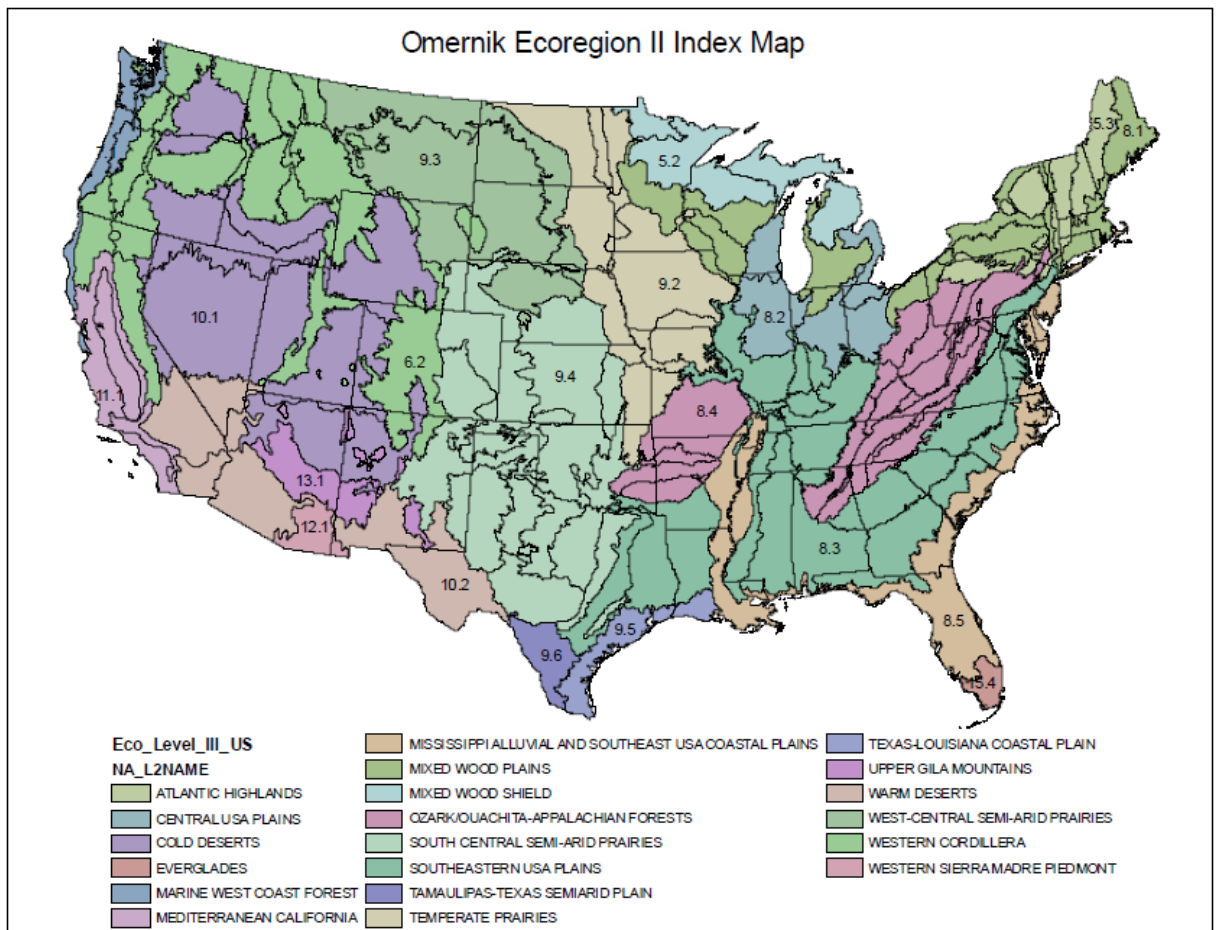 Omernik Ecoregion II Index Map
5.3
8.1
5.2
9.3
9.2
10.1
8.2
6.2
9.4
11.1
8.4
13.1
12.1
8.3
10.2
9.5
8.5
9.6
15.4
Eco_Level_III_US
NA_L2NAME
ATLANTIC HIGHLANDS
CENTRAL USA PLAINS
COLD DESERTS
EVERGLADES
MARINE WEST COAST FOREST
MEDITERRANEAN CALIFORNIA
MISSISSIPPI ALLUVIAL AND SOUTHEAST USA COASTAL PLAINS
MIXED WOOD PLAINS
MIXED WOOD SHIELD
OZARK/OUACHITA-APPALACHIAN FORESTS
SOUTH CENTRAL SEMI-ARID PRAIRIES
SOUTHEASTERN USA PLAINS
TAMAULIPAS-TEXAS SEMIARID PLAIN
TEMPERATE PRAIRIES
TEXAS-LOUISIANA COASTAL PLAIN
UPPER GILA MOUNTAINS
WARM DESERTS
WEST-CENTRAL SEMI-ARID PRAIRIES
WESTERN CORDILLERA
WESTERN SIERRA MADRE PIEDMONT